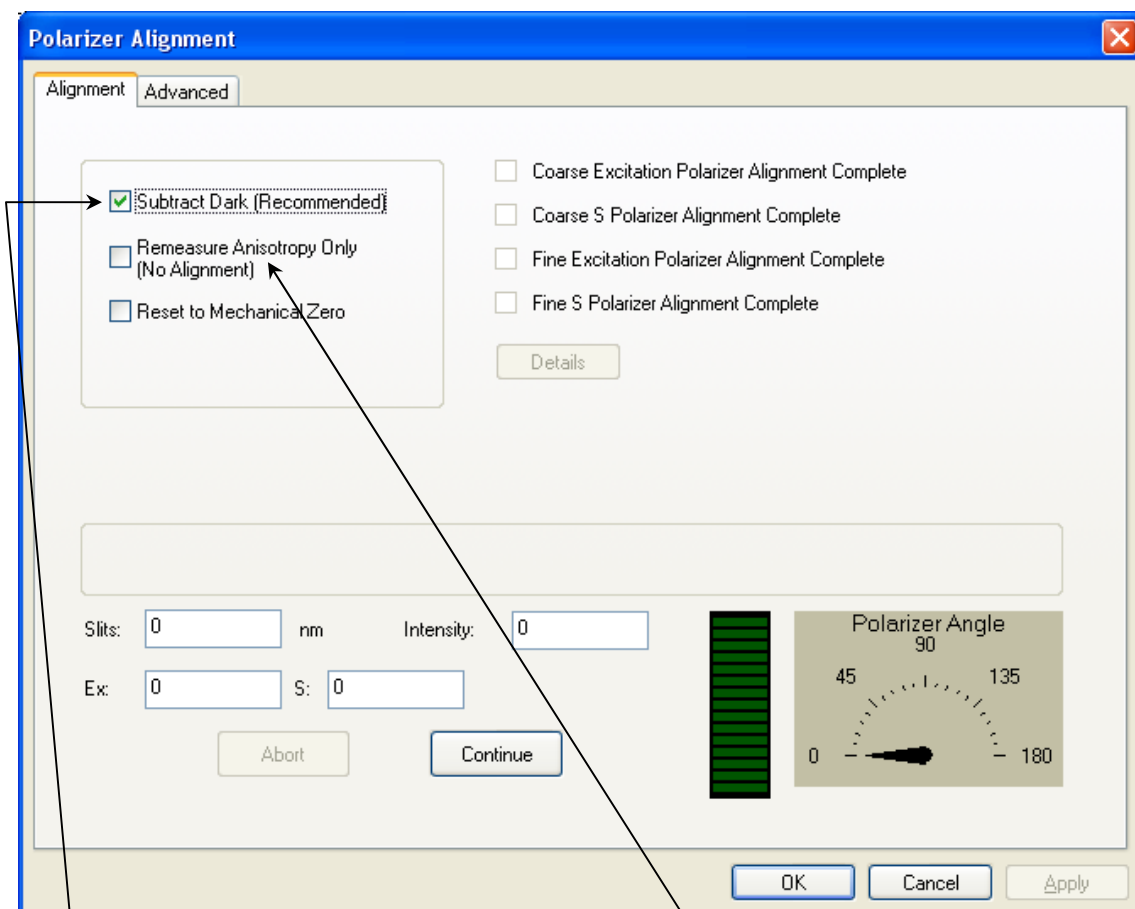 Polarizer Alignment
Alignment
Advanced
Subtract Dark (Recommended)
Remeasure Anisotropy Only
(No Alignment)
Reset to Mechanical Zero
Coarse Excitation Polarizer Alignment Complete
Coarse S Polarizer Alignment Complete
Fine Excitation Polarizer Alignment Complete
Fine S Polarizer Alignment Complete
Details
Slits: 0 nm Intensity: 0
Ex: 0 S: 0
Abort Continue
Polarizer Angle
90
45 135
0 180
OK Cancel Apply